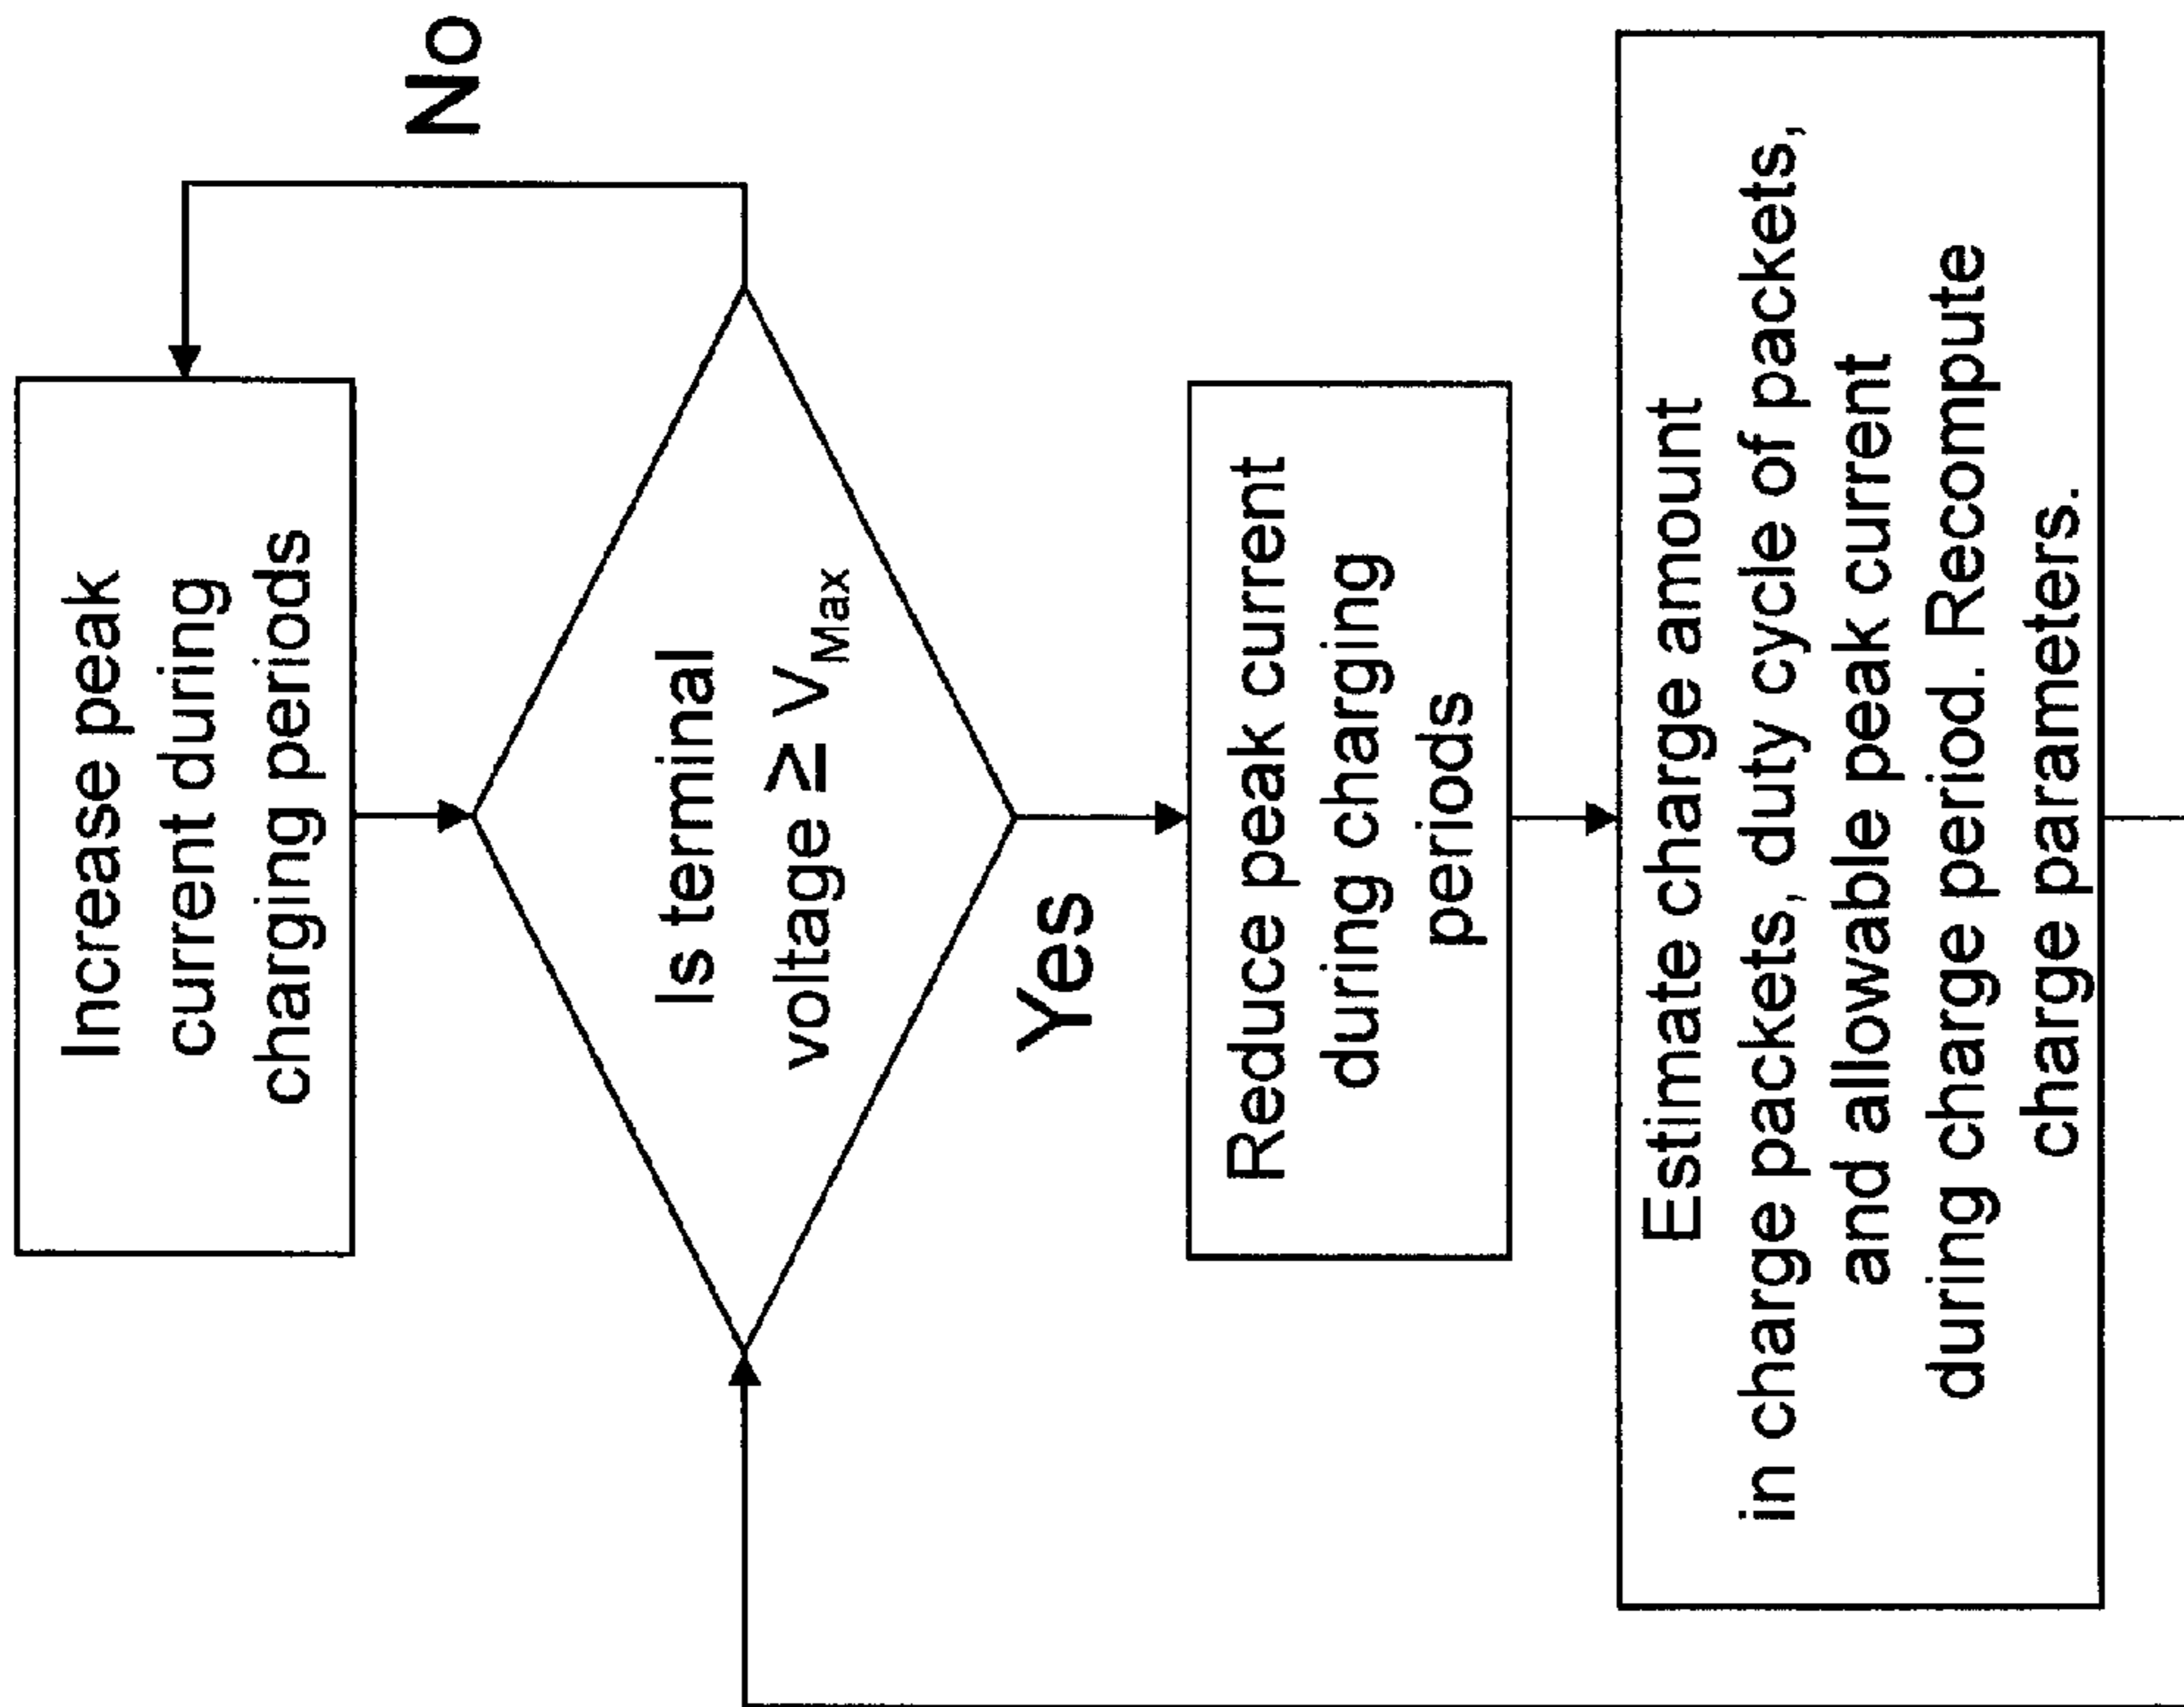 Increase peak
current during
charging periods
No
Is terminal
voltage ≥ VMax
Yes
Reduce peak current
during charging
periods
Estimate charge amount
in charge packets, duty cycle of packets,
and allowable peak current
during charge period. Recompute
charge parameters.